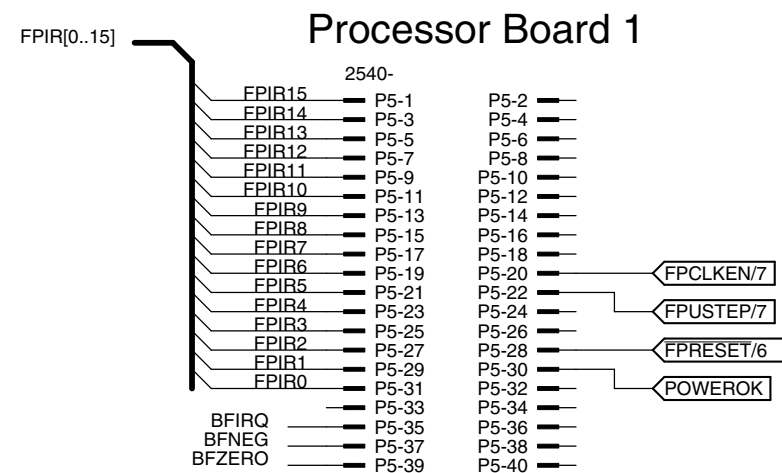 Processor Board 1
FPIR[0..15]
2540-
FPIR15 P5-1 P5-2
FPIR14 P5-3 P5-4
FPIR13 P5-5 P5-6
FPIR12 P5-7 P5-8
FPIR11 P5-9 P5-10
FPIR10 P5-11 P5-12
FPIR9 P5-13 P5-14
FPIR8 P5-15 P5-16
FPIR7 P5-17 P5-18
FPIR6 P5-19 P5-20 FPCLKEN/7
FPIR5 P5-21 P5-22
FPIR4 P5-23 P5-24 FPUSTEP/7
FPIR3 P5-25 P5-26
FPIR2 P5-27 P5-28 FPRESET/6
FPIR1 P5-29 P5-30
FPIR0 P5-31 P5-32 POWEROK
P5-33 P5-34
BFIRQ P5-35 P5-36
BFNEG P5-37 P5-38
BFZERO P5-39 P5-40